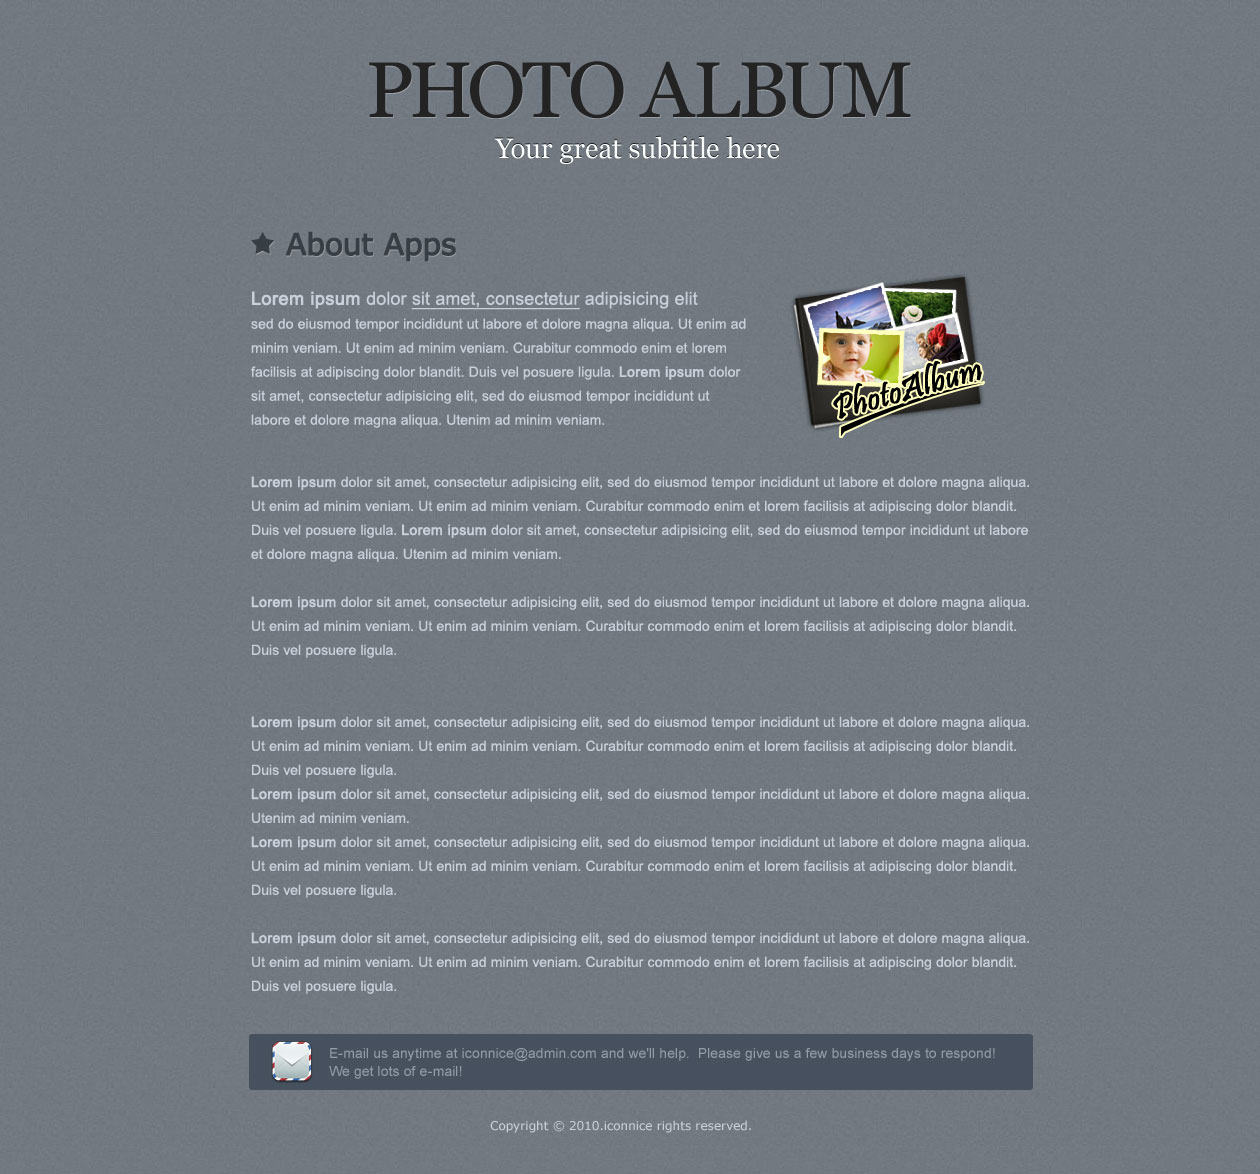 PHOTO ALBUM
Your great subtitle here
About Apps
Lorem ipsum dolor sit amet, consectetur adipisicing elit
sed do eiusmod tempor incididunt ut labore et dolore magna aliqua. Ut enim ad
minim veniam. Ut enim ad minim veniam. Curabitur commodo enim et lorem
facilisis at adipiscing dolor blandit. Duis vel posuere ligula. Lorem ipsum dolor
sit amet, consectetur adipisicing elit, sed do eiusmod tempor incididunt ut
labore et dolore magna aliqua. Utenim ad minim veniam.
PhotoAlbum
Lorem ipsum dolor sit amet, consectetur adipisicing elit, sed do eiusmod tempor incididunt ut labore et dolore magna aliqua.
Ut enim ad minim veniam. Ut enim ad minim veniam. Curabitur commodo enim et lorem facilisis at adipiscing dolor blandit.
Duis vel posuere ligula. Lorem ipsum dolor sit amet, consectetur adipisicing elit, sed do eiusmod tempor incididunt ut labore
et dolore magna aliqua. Utenim ad minim veniam.
Lorem ipsum dolor sit amet, consectetur adipisicing elit, sed do eiusmod tempor incididunt ut labore et dolore magna aliqua.
Ut enim ad minim veniam. Ut enim ad minim veniam. Curabitur commodo enim et lorem facilisis at adipiscing dolor blandit.
Duis vel posuere ligula.
Lorem ipsum dolor sit amet, consectetur adipisicing elit, sed do eiusmod tempor incididunt ut labore et dolore magna aliqua.
Ut enim ad minim veniam. Ut enim ad minim veniam. Curabitur commodo enim et lorem facilisis at adipiscing dolor blandit.
Duis vel posuere ligula.
Lorem ipsum dolor sit amet, consectetur adipisicing elit, sed do eiusmod tempor incididunt ut labore et dolore magna aliqua.
Utenim ad minim veniam.
Lorem ipsum dolor sit amet, consectetur adipisicing elit, sed do eiusmod tempor incididunt ut labore et dolore magna aliqua.
Ut enim ad minim veniam. Ut enim ad minim veniam. Curabitur commodo enim et lorem facilisis at adipiscing dolor blandit.
Duis vel posuere ligula.
Lorem ipsum dolor sit amet, consectetur adipisicing elit, sed do eiusmod tempor incididunt ut labore et dolore magna aliqua.
Ut enim ad minim veniam. Ut enim ad minim veniam. Curabitur commodo enim et lorem facilisis at adipiscing dolor blandit.
Duis vel posuere ligula.
E-mail us anytime at iconnice@admin.com and we'll help.  Please give us a few business days to respond!
We get lots of e-mail!
Copyright © 2010.iconnice rights reserved.